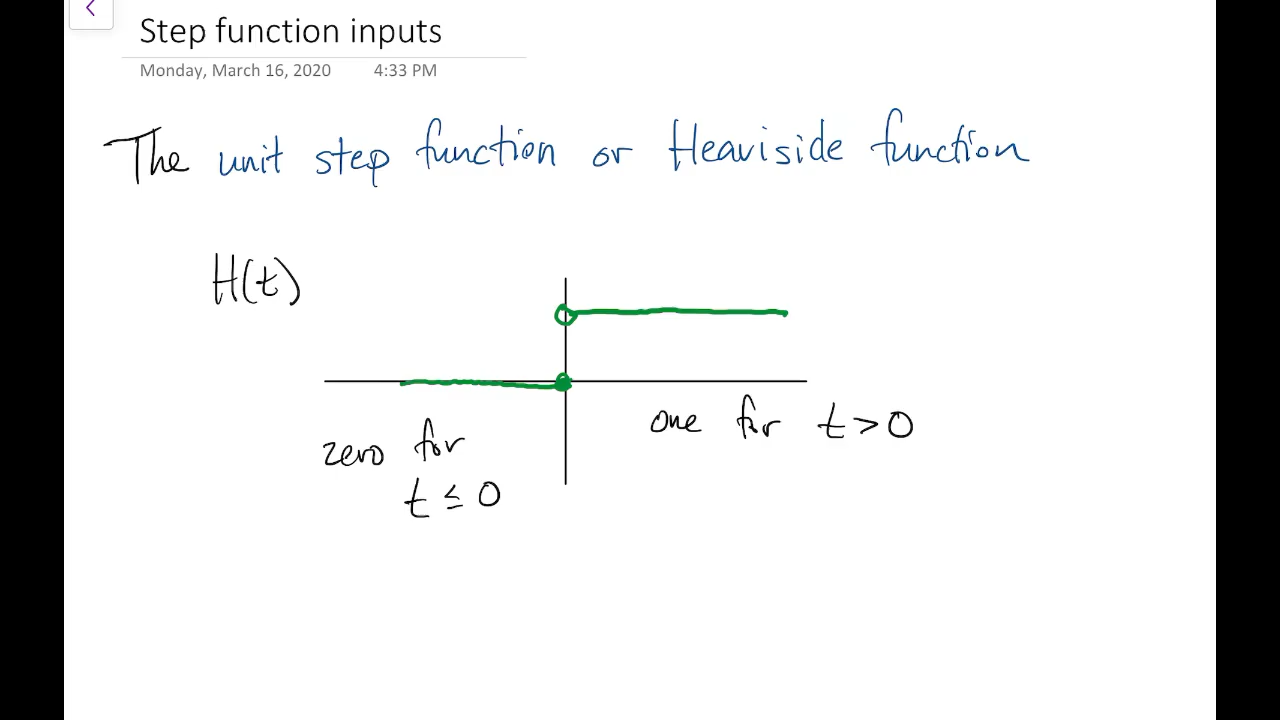 Step function inputs
Monday, March 16, 2020 4:33 PM
The unit step function or Heaviside function
H(t)
one for t > 0
zero for
t ≤ 0